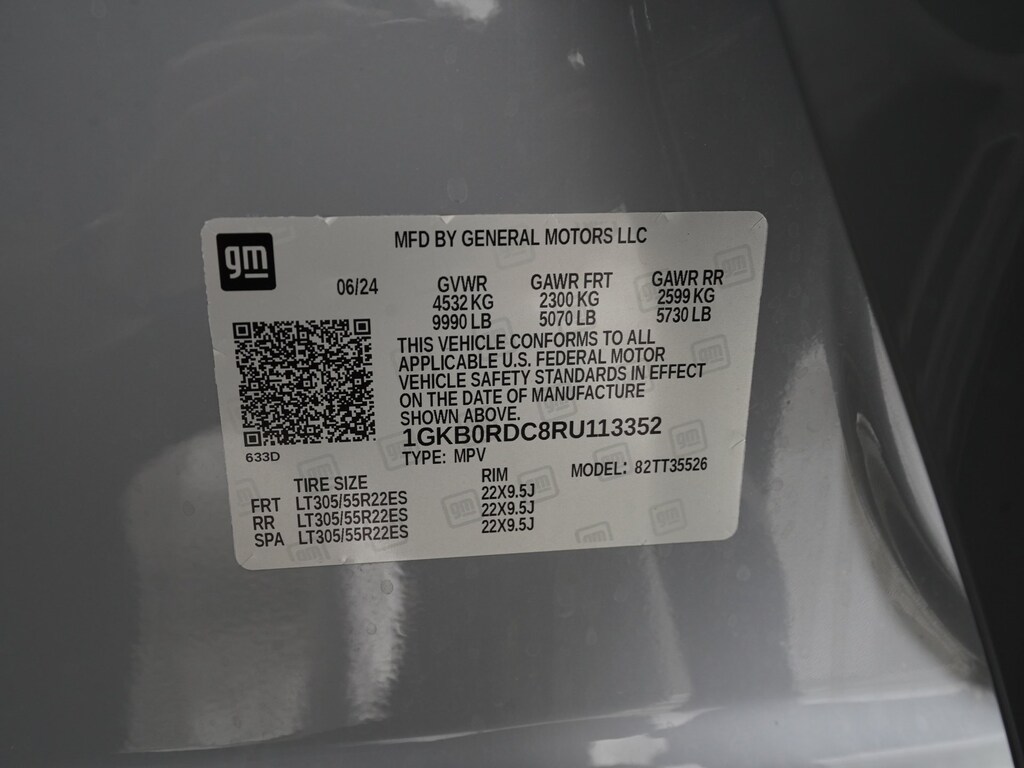 gm
MFD BY GENERAL MOTORS LLC
06/24 GVWR GAWR FRT GAWR RR
4532 KG 2300 KG 2599 KG
9990 LB 5070 LB 5730 LB
THIS VEHICLE CONFORMS TO ALL
APPLICABLE U.S. FEDERAL MOTOR
VEHICLE SAFETY STANDARDS IN EFFECT
ON THE DATE OF MANUFACTURE
SHOWN ABOVE.
1GKB0RDC8RU113352
633D
TYPE: MPV MODEL: 82TT35526
TIRE SIZE RIM
FRT LT305/55R22ES 22X9.5J
RR LT305/55R22ES 22X9.5J
SPA LT305/55R22ES 22X9.5J